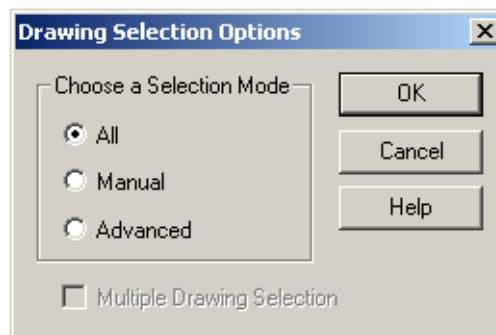 Drawing Selection Options
Choose a Selection Mode
All
Manual
Advanced
OK
Cancel
Help
Multiple Drawing Selection